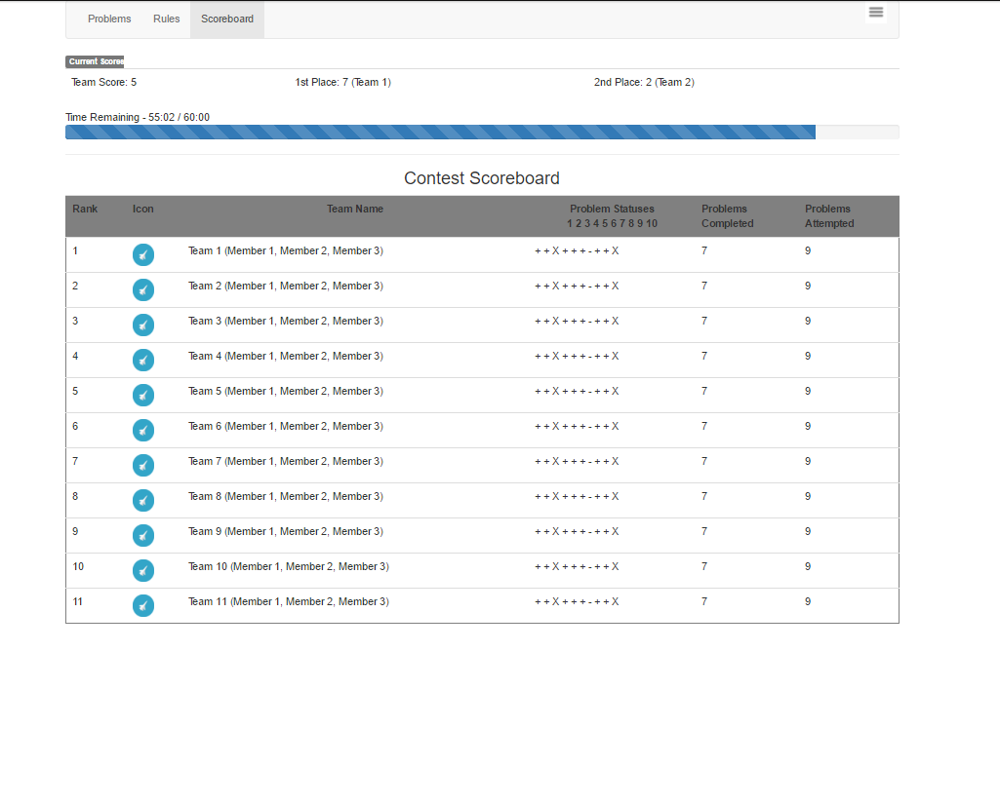 Problems Rules Scoreboard
Current Scores
Team Score: 5 1st Place: 7 (Team 1) 2nd Place: 2 (Team 2)
Time Remaining - 55:02 / 60:00
Contest Scoreboard
Rank Icon Team Name Problem Statuses Problems Problems
1 2 3 4 5 6 7 8 9 10 Completed Attempted
1 Team 1 (Member 1, Member 2, Member 3) + + X + + + - + + X 7 9
2 Team 2 (Member 1, Member 2, Member 3) + + X + + + - + + X 7 9
3 Team 3 (Member 1, Member 2, Member 3) + + X + + + - + + X 7 9
4 Team 4 (Member 1, Member 2, Member 3) + + X + + + - + + X 7 9
5 Team 5 (Member 1, Member 2, Member 3) + + X + + + - + + X 7 9
6 Team 6 (Member 1, Member 2, Member 3) + + X + + + - + + X 7 9
7 Team 7 (Member 1, Member 2, Member 3) + + X + + + - + + X 7 9
8 Team 8 (Member 1, Member 2, Member 3) + + X + + + - + + X 7 9
9 Team 9 (Member 1, Member 2, Member 3) + + X + + + - + + X 7 9
10 Team 10 (Member 1, Member 2, Member 3) + + X + + + - + + X 7 9
11 Team 11 (Member 1, Member 2, Member 3) + + X + + + - + + X 7 9